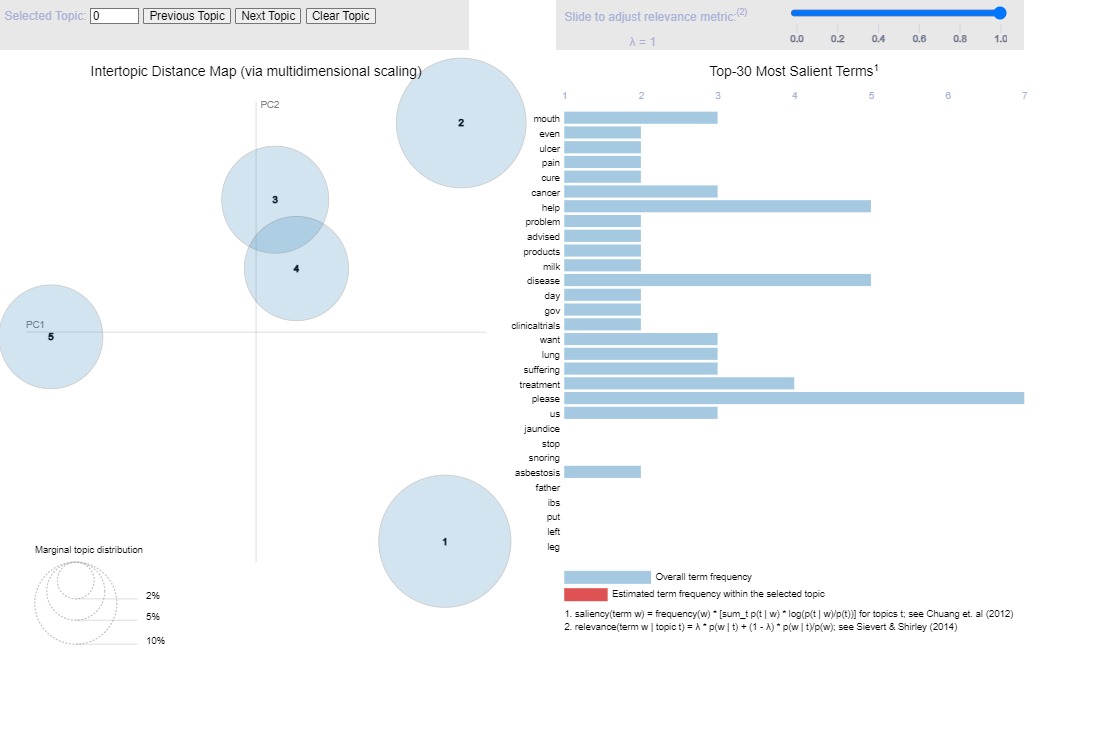 Selected Topic: 0 Previous Topic Next Topic Clear Topic
Slide to adjust relevance metric:(2)
λ = 1
0.0 0.2 0.4 0.6 0.8 1.0
Intertopic Distance Map (via multidimensional scaling)
PC2
2
3
4
PC1
5
1
Marginal topic distribution
2%
5%
10%
Top-30 Most Salient Terms1
1 2 3 4 5 6 7
mouth
even
ulcer
pain
cure
cancer
help
problem
advised
products
milk
disease
day
gov
clinicaltrials
want
lung
suffering
treatment
please
us
jaundice
stop
snoring
asbestosis
father
ibs
put
left
leg
Overall term frequency
Estimated term frequency within the selected topic
1. saliency(term w) = frequency(w) * [sum_t p(t | w) * log(p(t | w)/p(t))] for topics t; see Chuang et. al (2012)
2. relevance(term w | topic t) = λ * p(w | t) + (1 - λ) * p(w | t)/p(w); see Sievert & Shirley (2014)